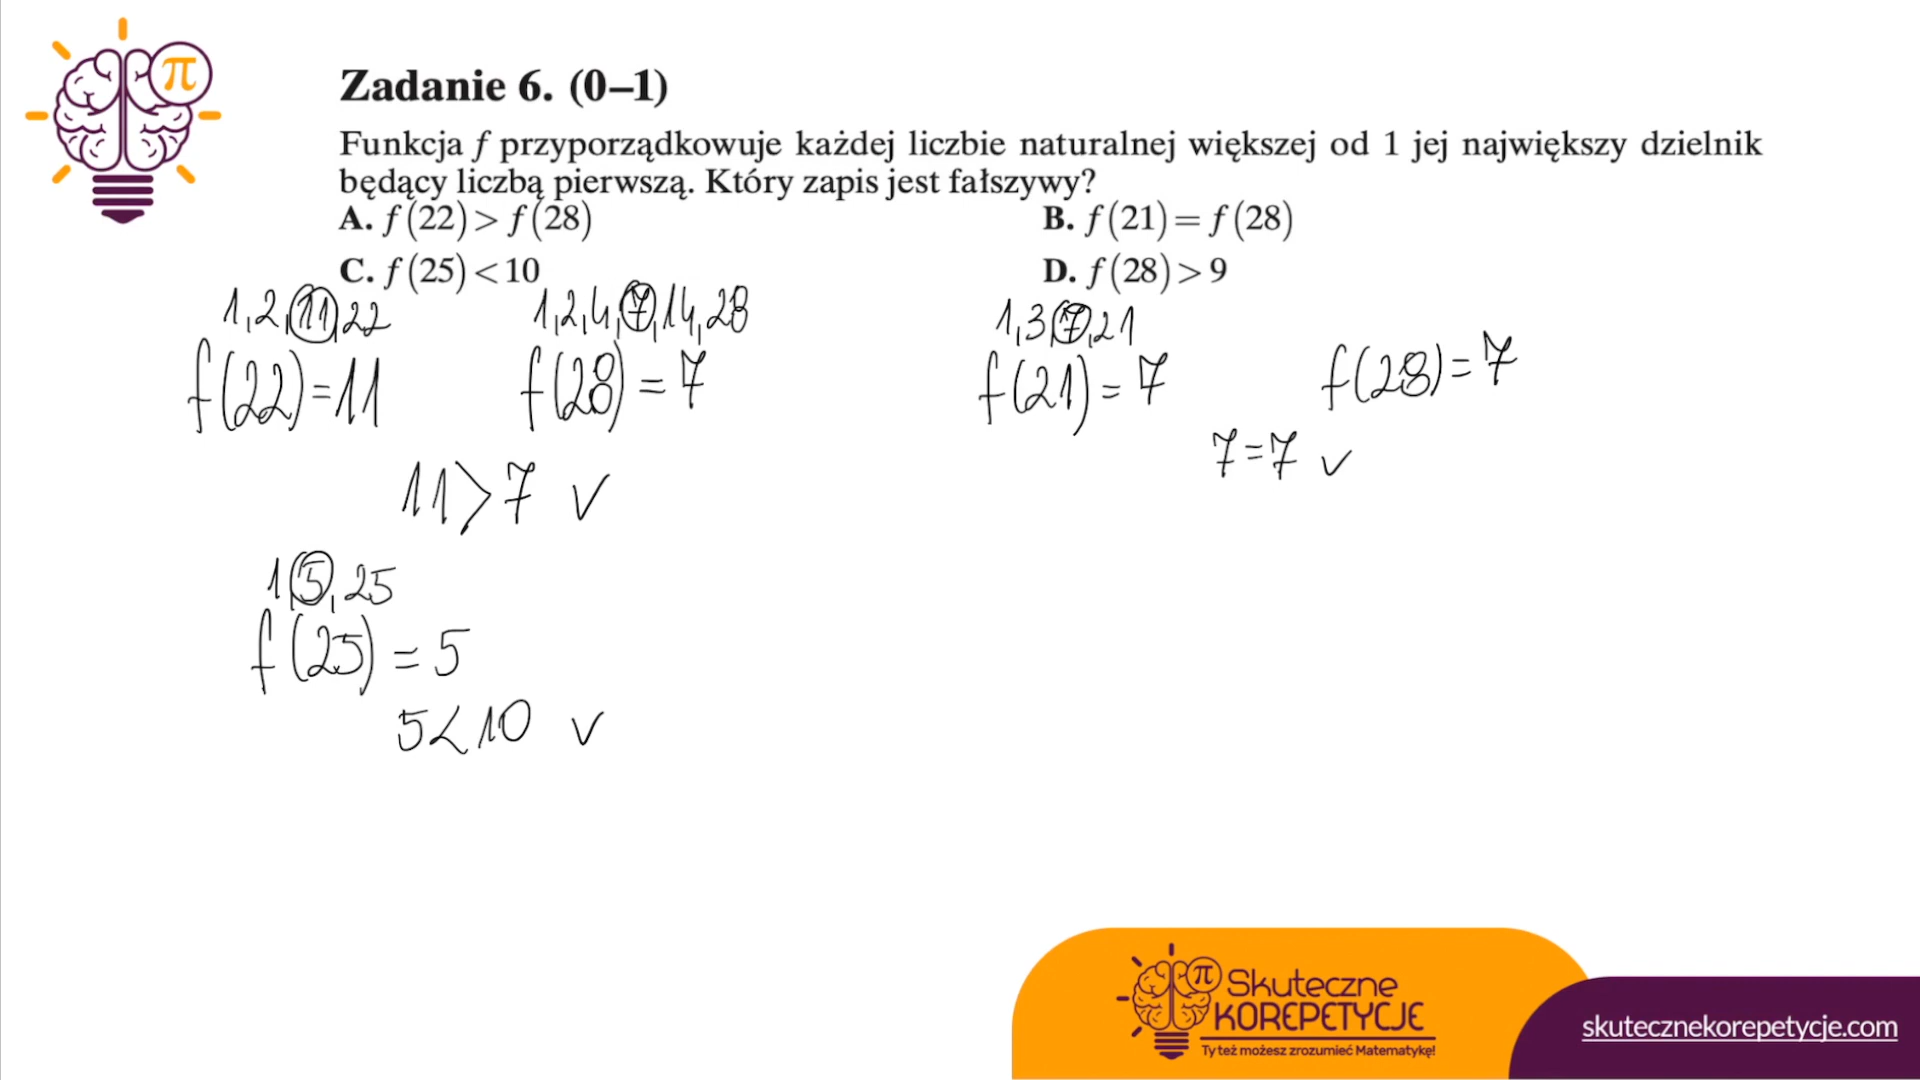 π
Zadanie 6. (0–1)
Funkcja f przyporządkowuje każdej liczbie naturalnej większej od 1 jej największy dzielnik
będący liczbą pierwszą. Który zapis jest fałszywy?
A. f(22) > f(28)
B. f(21) = f(28)
C. f(25) < 10
D. f(28) > 9
1,2,11,22
1,2,4,7,14,28
1,3,7,21
f(22)=11
f(28)=7
f(21)=7
f(28)=7
11>7 v
7=7 v
1,5,25
f(25)=5
5<10 v
π
Skuteczne
KOREPETYCJE
Ty też możesz zrozumieć Matematykę!
skutecznekorepetycje.com